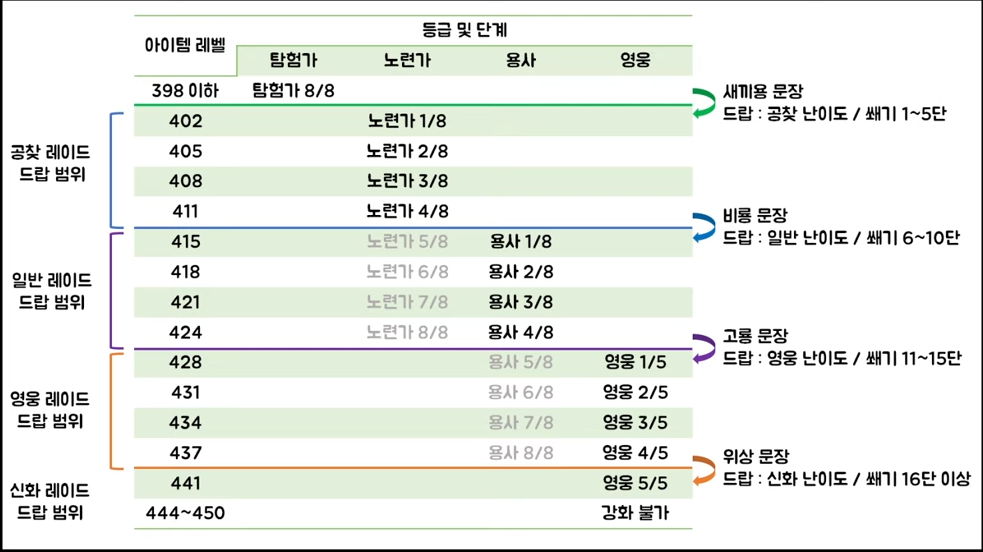 아이템 레벨
등급 및 단계
탐험가 노련가 용사 영웅
398 이하 탐험가 8/8
402 노련가 1/8
405 노련가 2/8
408 노련가 3/8
411 노련가 4/8
415 노련가 5/8 용사 1/8
418 노련가 6/8 용사 2/8
421 노련가 7/8 용사 3/8
424 노련가 8/8 용사 4/8
428 용사 5/8 영웅 1/5
431 용사 6/8 영웅 2/5
434 용사 7/8 영웅 3/5
437 용사 8/8 영웅 4/5
441 영웅 5/5
444~450 강화 불가
공찾 레이드
드랍 범위
일반 레이드
드랍 범위
영웅 레이드
드랍 범위
신화 레이드
드랍 범위
새끼용 문장
드랍 : 공찾 난이도 / 쐐기 1~5단
비룡 문장
드랍 : 일반 난이도 / 쐐기 6~10단
고룡 문장
드랍 : 영웅 난이도 / 쐐기 11~15단
위상 문장
드랍 : 신화 난이도 / 쐐기 16단 이상